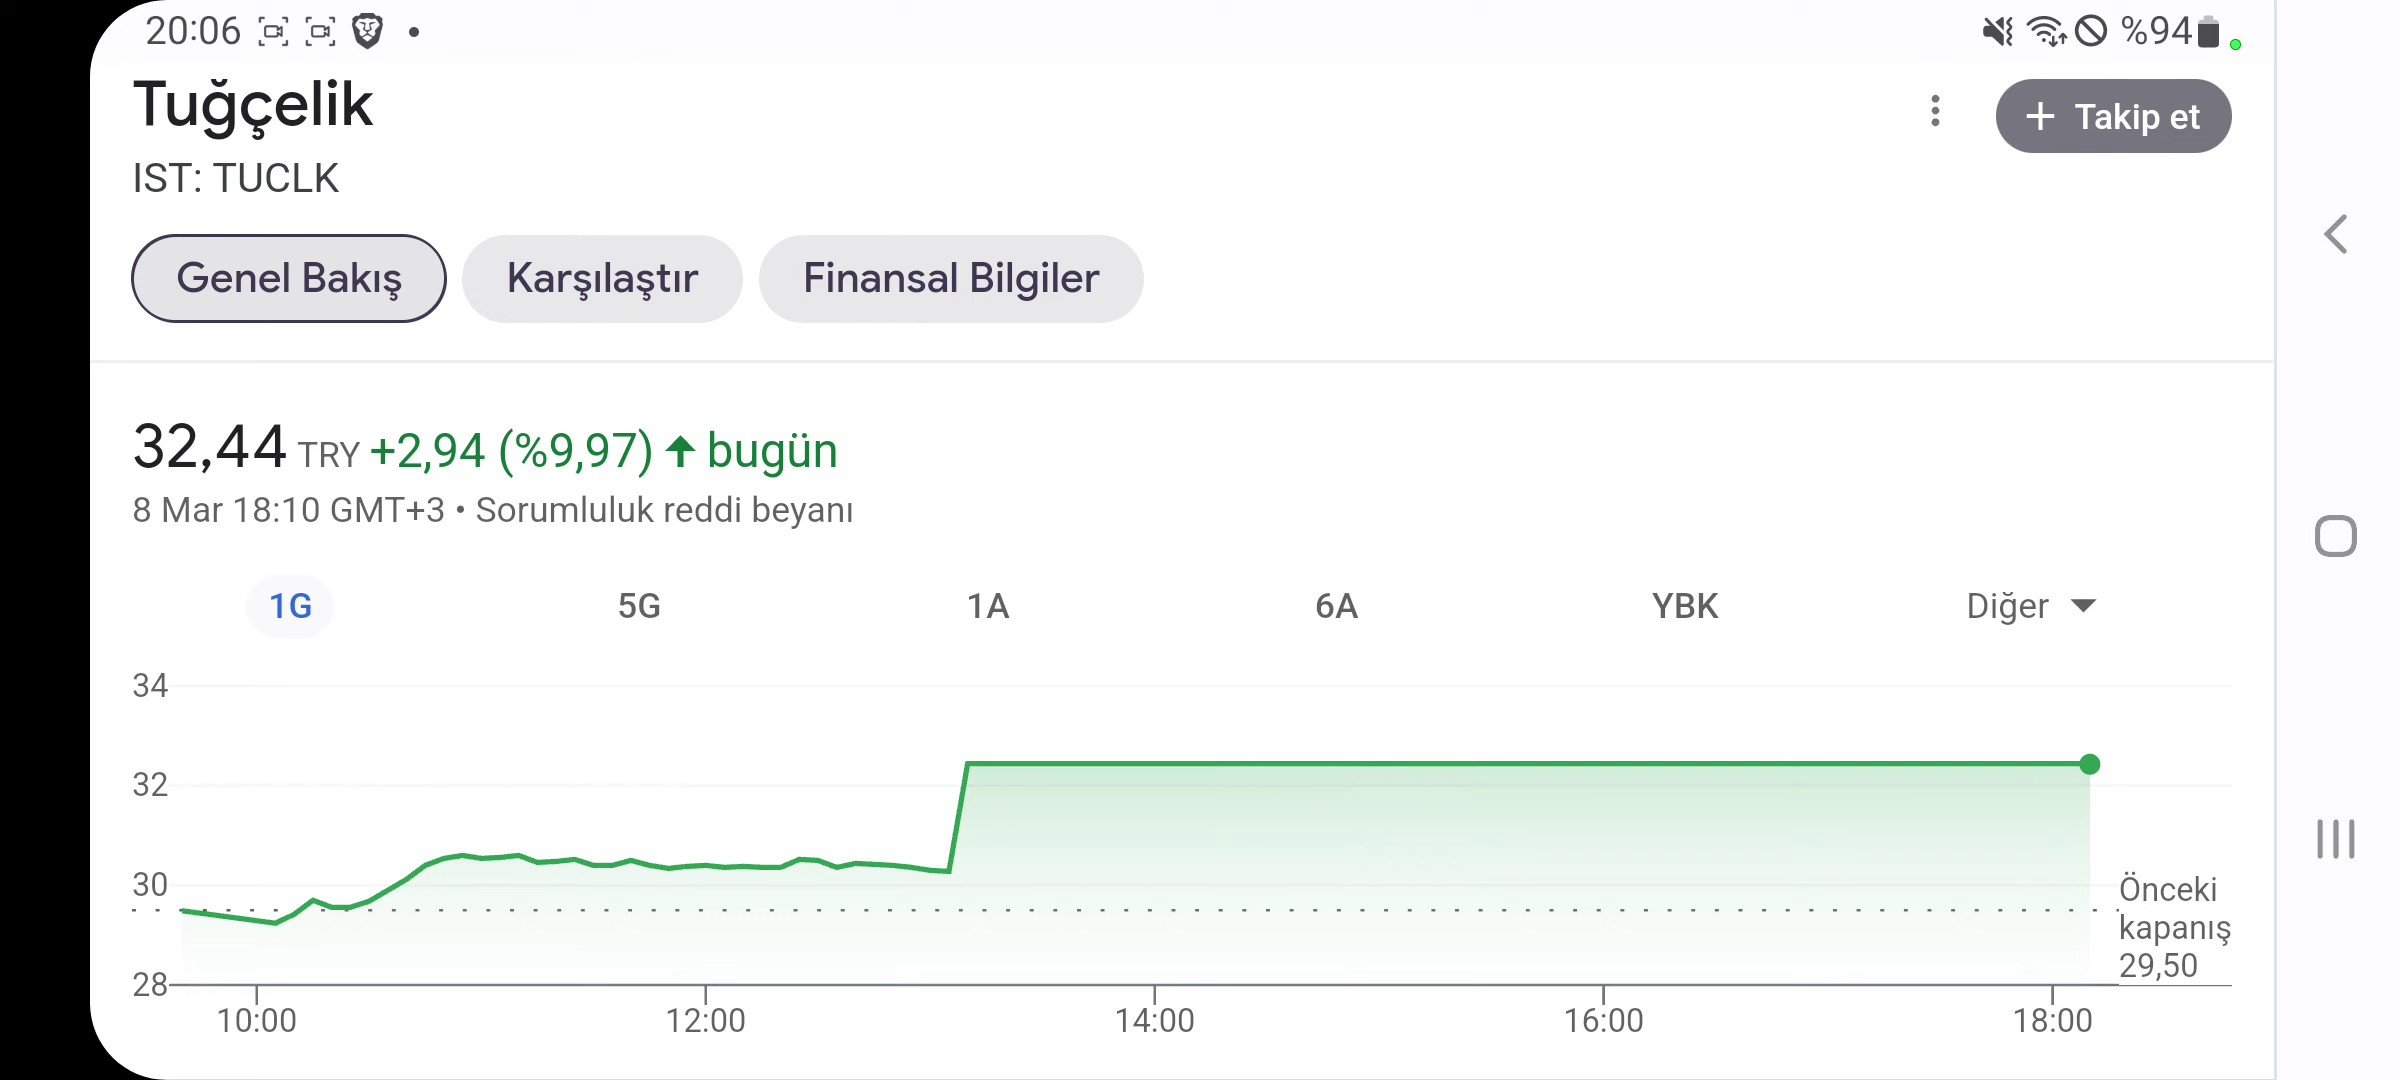 20:06
%94
Tuğçelik
Takip et
IST: TUCLK
Genel Bakış
Karşılaştır
Finansal Bilgiler
32,44 TRY +2,94 (%9,97) bugün
8 Mar 18:10 GMT+3 • Sorumluluk reddi beyanı
1G
5G
1A
6A
YBK
Diğer
34
32
30
28
Önceki
kapanış
29,50
10:00
12:00
14:00
16:00
18:00